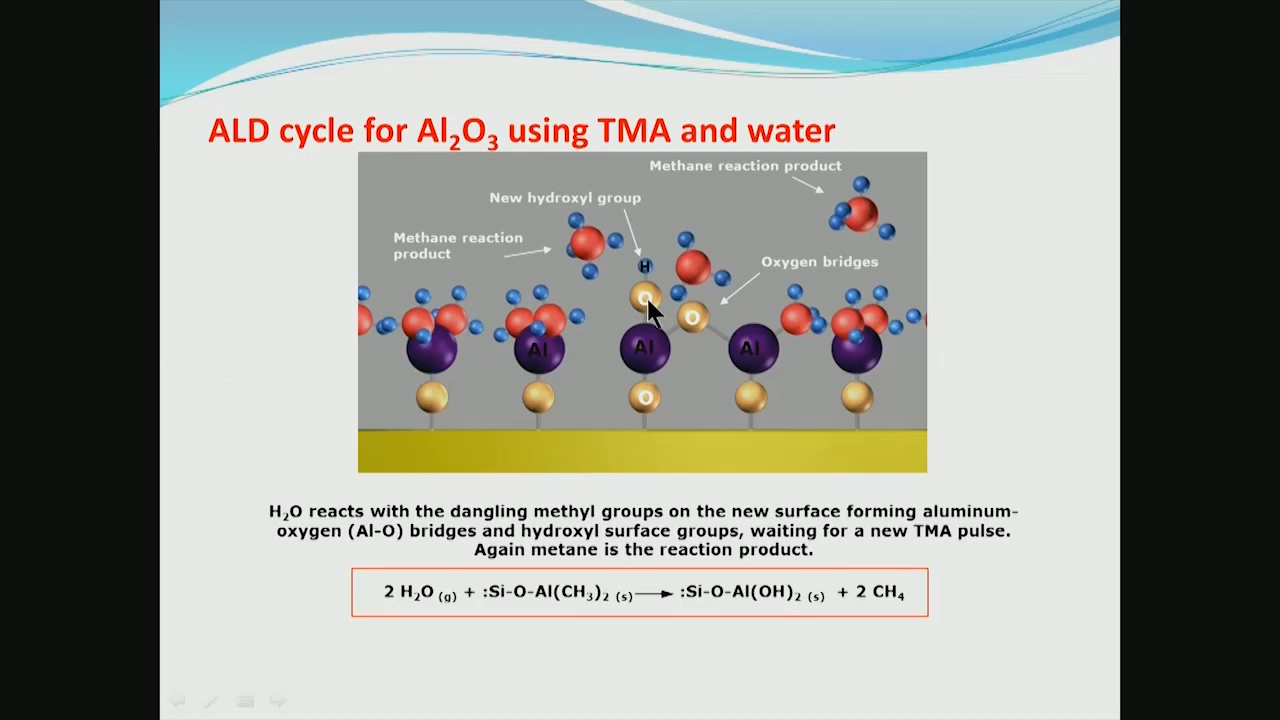 ALD cycle for Al₂O₃ using TMA and water
Methane reaction product
New hydroxyl group
Methane reaction
product
H
Oxygen bridges
O
O
Al
Al
Al
O
H₂O reacts with the dangling methyl groups on the new surface forming aluminum-
oxygen (Al-O) bridges and hydroxyl surface groups, waiting for a new TMA pulse.
Again metane is the reaction product.
2 H₂O (g) + :Si-O-Al(CH₃)₂ (s) → :Si-O-Al(OH)₂ (s) + 2 CH₄